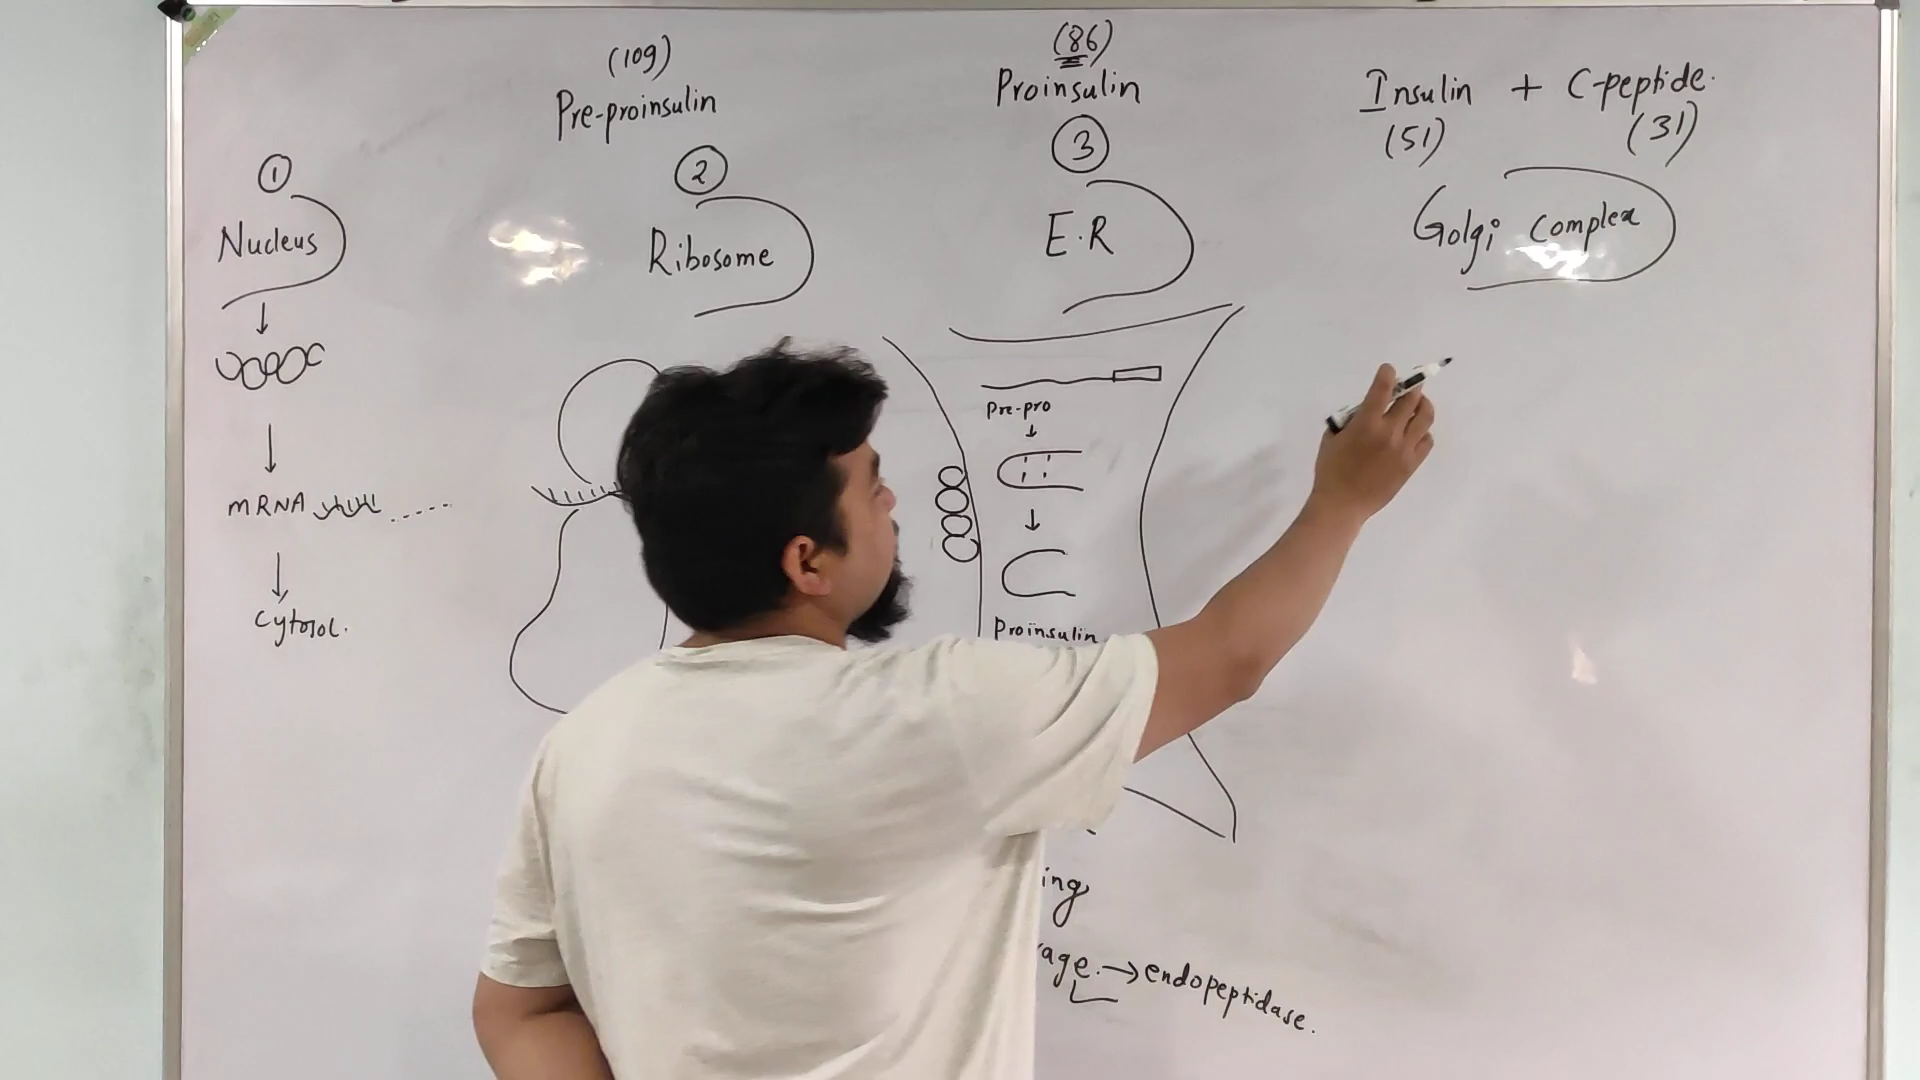 (109)
Pre-proinsulin
(86)
Proinsulin
Insulin + C-peptide.
(51) (31)
1
Nucleus
mRNA
Cytosol.
2
Ribosome
3
E.R
Pre-pro
Proinsulin
ing
age. → endopeptidase.
Golgi Complex